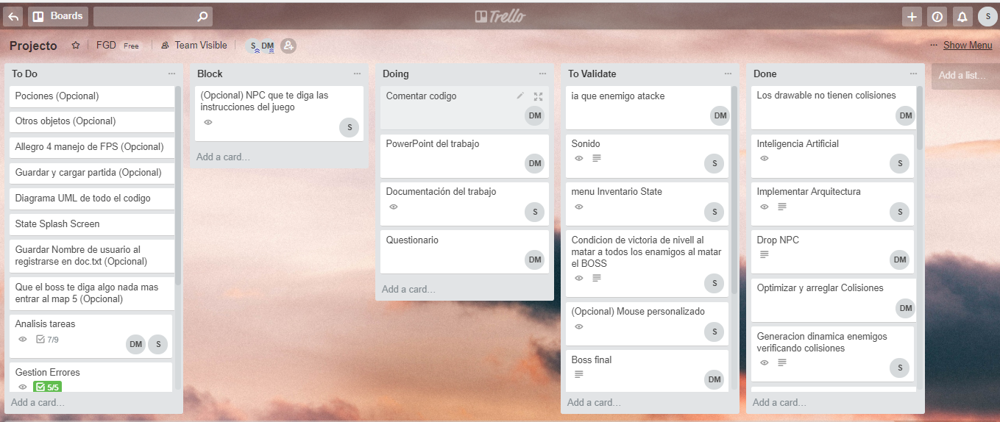 Boards
Trello
S
Projecto
FGD Free
Team Visible
S DM
... Show Menu
To Do
Pociones (Opcional)
Otros objetos (Opcional)
Allegro 4 manejo de FPS (Opcional)
Guardar y cargar partida (Opcional)
Diagrama UML de todo el codigo
State Splash Screen
Guardar Nombre de usuario al
registrarse en doc.txt (Opcional)
Que el boss te diga algo nada mas
entrar al map 5 (Opcional)
Analisis tareas
7/9
DM S
Gestion Errores
5/5
Add a card...
Block
(Opcional) NPC que te diga las
instrucciones del juego
S
Add a card...
Doing
Comentar codigo
DM
PowerPoint del trabajo
DM
Documentación del trabajo
S
Questionario
DM
Add a card...
To Validate
ia que enemigo atacke
DM
Sonido
S
menu Inventario State
S
Condicion de victoria de nivell al
matar a todos los enamigos al matar
el BOSS
S
(Opcional) Mouse personalizado
S
Boss final
DM
Add a card...
Done
Los drawable no tienen colisiones
DM
Inteligencia Artificial
S
Implementar Arquitectura
S
Drop NPC
DM
Optimizar y arreglar Colisiones
DM
Generacion dinamica enemigos
verificando colisiones
S
Add a card...
Add a list...